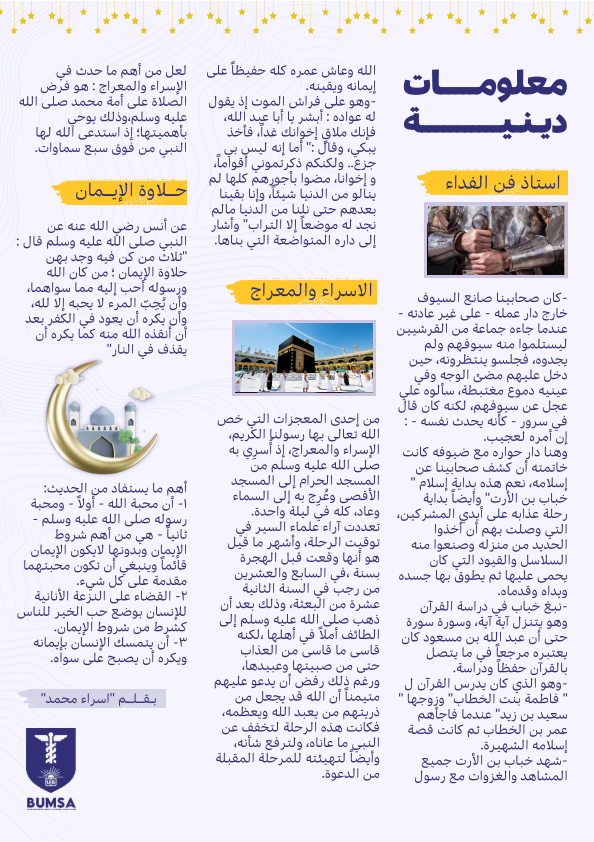 معلومـــات
دينيـــــــة
استاذ فن الفداء
-كان صحابينا صانع السيوف
خارج دار عمله - على غير عادته -
عندما جاءه جماعة من القرشيين
ليستلموا منه سيوفهم ولم
يجدوه، فجلسو ينتظرونه، حين
دخل عليهم مضئ الوجه وفي
عينيه دموع مغتبطة، سألوه علي
عجل عن سيوفهم، لكنه كان قال
في سرور - كأنه يحدث نفسه - :
إن أمره لعجيب.
وهنا دار حواره مع ضيوفه كانت
خاتمته أن كشف صحابينا عن
إسلامه، نعم هذه بداية إسلام "
خباب بن الأرت" وأيضاً بداية
رحلة عذابه على أيدي المشركين،
التي وصلت بهم أن أخذوا
الحديد من منزله وصنعوا منه
السلاسل والقيود التي كان
يحمى عليها ثم يطوق بها جسده
ويداه وقدماه.
-نبغ خباب في دراسة القرآن
وهو يتنزل آية آية، وسورة سورة
حتى أن عبد الله بن مسعود كان
يعتبره مرجعاً في ما يتصل
بالقرآن حفظاً ودراسة.
-وهو الذي كان يدرس القرآن ل
" فاطمة بنت الخطاب" وزوجها "
سعيد بن زيد" عندما فاجأهم
عمر بن الخطاب ثم كانت قصة
إسلامه الشهيرة.
-شهد خباب بن الأرت جميع
المشاهد والغزوات مع رسول
الله وعاش عمره كله حفيظاً على
إيمانه ويقينه.
-وهو على فراش الموت إذ يقول
له عواده : أبشر يا أبا عبد الله،
فإنك ملاق إخوانك غداً، فأخذ
يبكي، وقال :" أما إنه ليس بي
جزع.. ولكنكم ذكرتموني أقواماً،
و إخوانا، مضوا بأجورهم كلها لم
ينالو من الدنيا شيئاً، وإنا بقينا
بعدهم حتى نلنا من الدنيا مالم
نجد له موضعاً إلا التراب" وأشار
إلى داره المتواضعة التي بناها.
الاسراء والمعراج
من إحدى المعجزات التي خص
الله تعالى بها رسولنا الكريم،
الإسراء والمعراج، إذ أُسري به
صلى الله عليه وسلم من
المسجد الحرام إلى المسجد
الأقصى وعُرج به إلى السماء
وعاد، كله في ليلة واحدة.
تعددت آراء علماء السير في
توقيت الرحلة، وأشهر ما قيل
هو أنها وقعت قبل الهجرة
بسنة ،في السابع والعشرين
من رجب في السنة الثانية
عشرة من البعثة، وذلك بعد أن
ذهب صلى الله عليه وسلم إلى
الطائف أملاً في أهلها ،لكنه
قاسى ما قاسى من العذاب
حتى من صبيتها وعبيدها،
ورغم ذلك رفض أن يدعو عليهم
متيمناً أن الله قد يجعل من
ذريتهم من يعبد الله ويعظمه،
فكانت هذه الرحلة لتخفف عن
النبي ما عاناه، ولترفع شأنه،
وأيضاً لتهيئته للمرحلة المقبلة
من الدعوة.
لعل من أهم ما حدث في
الإسراء والمعراج : هو فرض
الصلاة على أمة محمد صلى الله
عليه وسلم،وذلك يوحي
بأهميتها؛ إذ استدعى الله لها
النبي من فوق سبع سماوات.
حــلاوة الإيــمان
عن أنس رضي الله عنه عن
النبي صلى الله عليه وسلم قال :
"ثلاث من كن فيه وجد بهن
حلاوة الإيمان ؛ من كان الله
ورسوله أحب إليه مما سواهما،
وأن يُحِبّ المرء لا يحبه إلا لله،
وأن يكره أن يعود في الكفر بعد
أن أنقذه الله منه كما يكره أن
يقذف في النار"
أهم ما يستفاد من الحديث:
١- أن محبة الله - أولاً - ومحبة
رسوله صلى الله عليه وسلم -
ثانياً - هي من أهم شروط
الإيمان وبدونها لايكون الإيمان
قائماً وينبغي أن تكون محبتهما
مقدمة على كل شيء.
٢- القضاء على النزعة الأنانية
للإنسان بوضع حب الخير للناس
كشرط من شروط الإيمان.
٣- أن يتمسك الإنسان بإيمانه
ويكره أن يصبح على سواه.
بـقـلـــم "اسراء محمد"
BUMSA